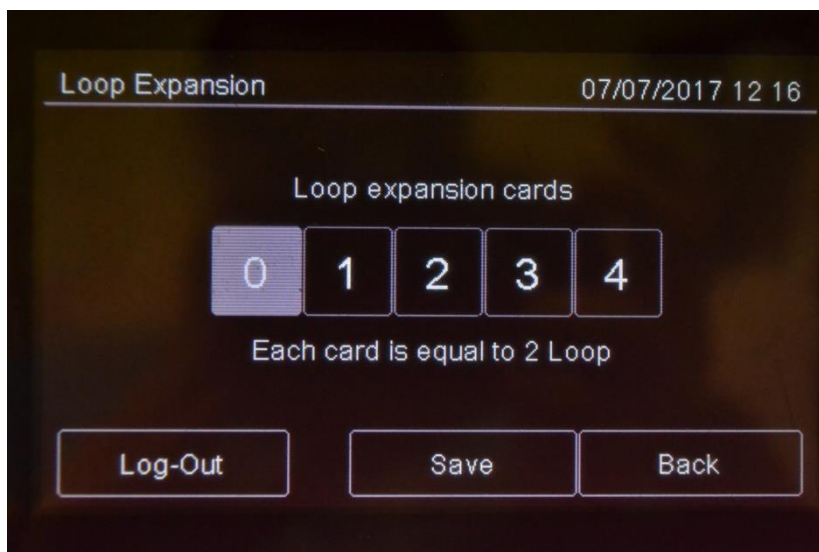 Loop Expansion 07/07/2017 12 16
Loop expansion cards
0 1 2 3 4
Each card is equal to 2 Loop
Log-Out Save Back